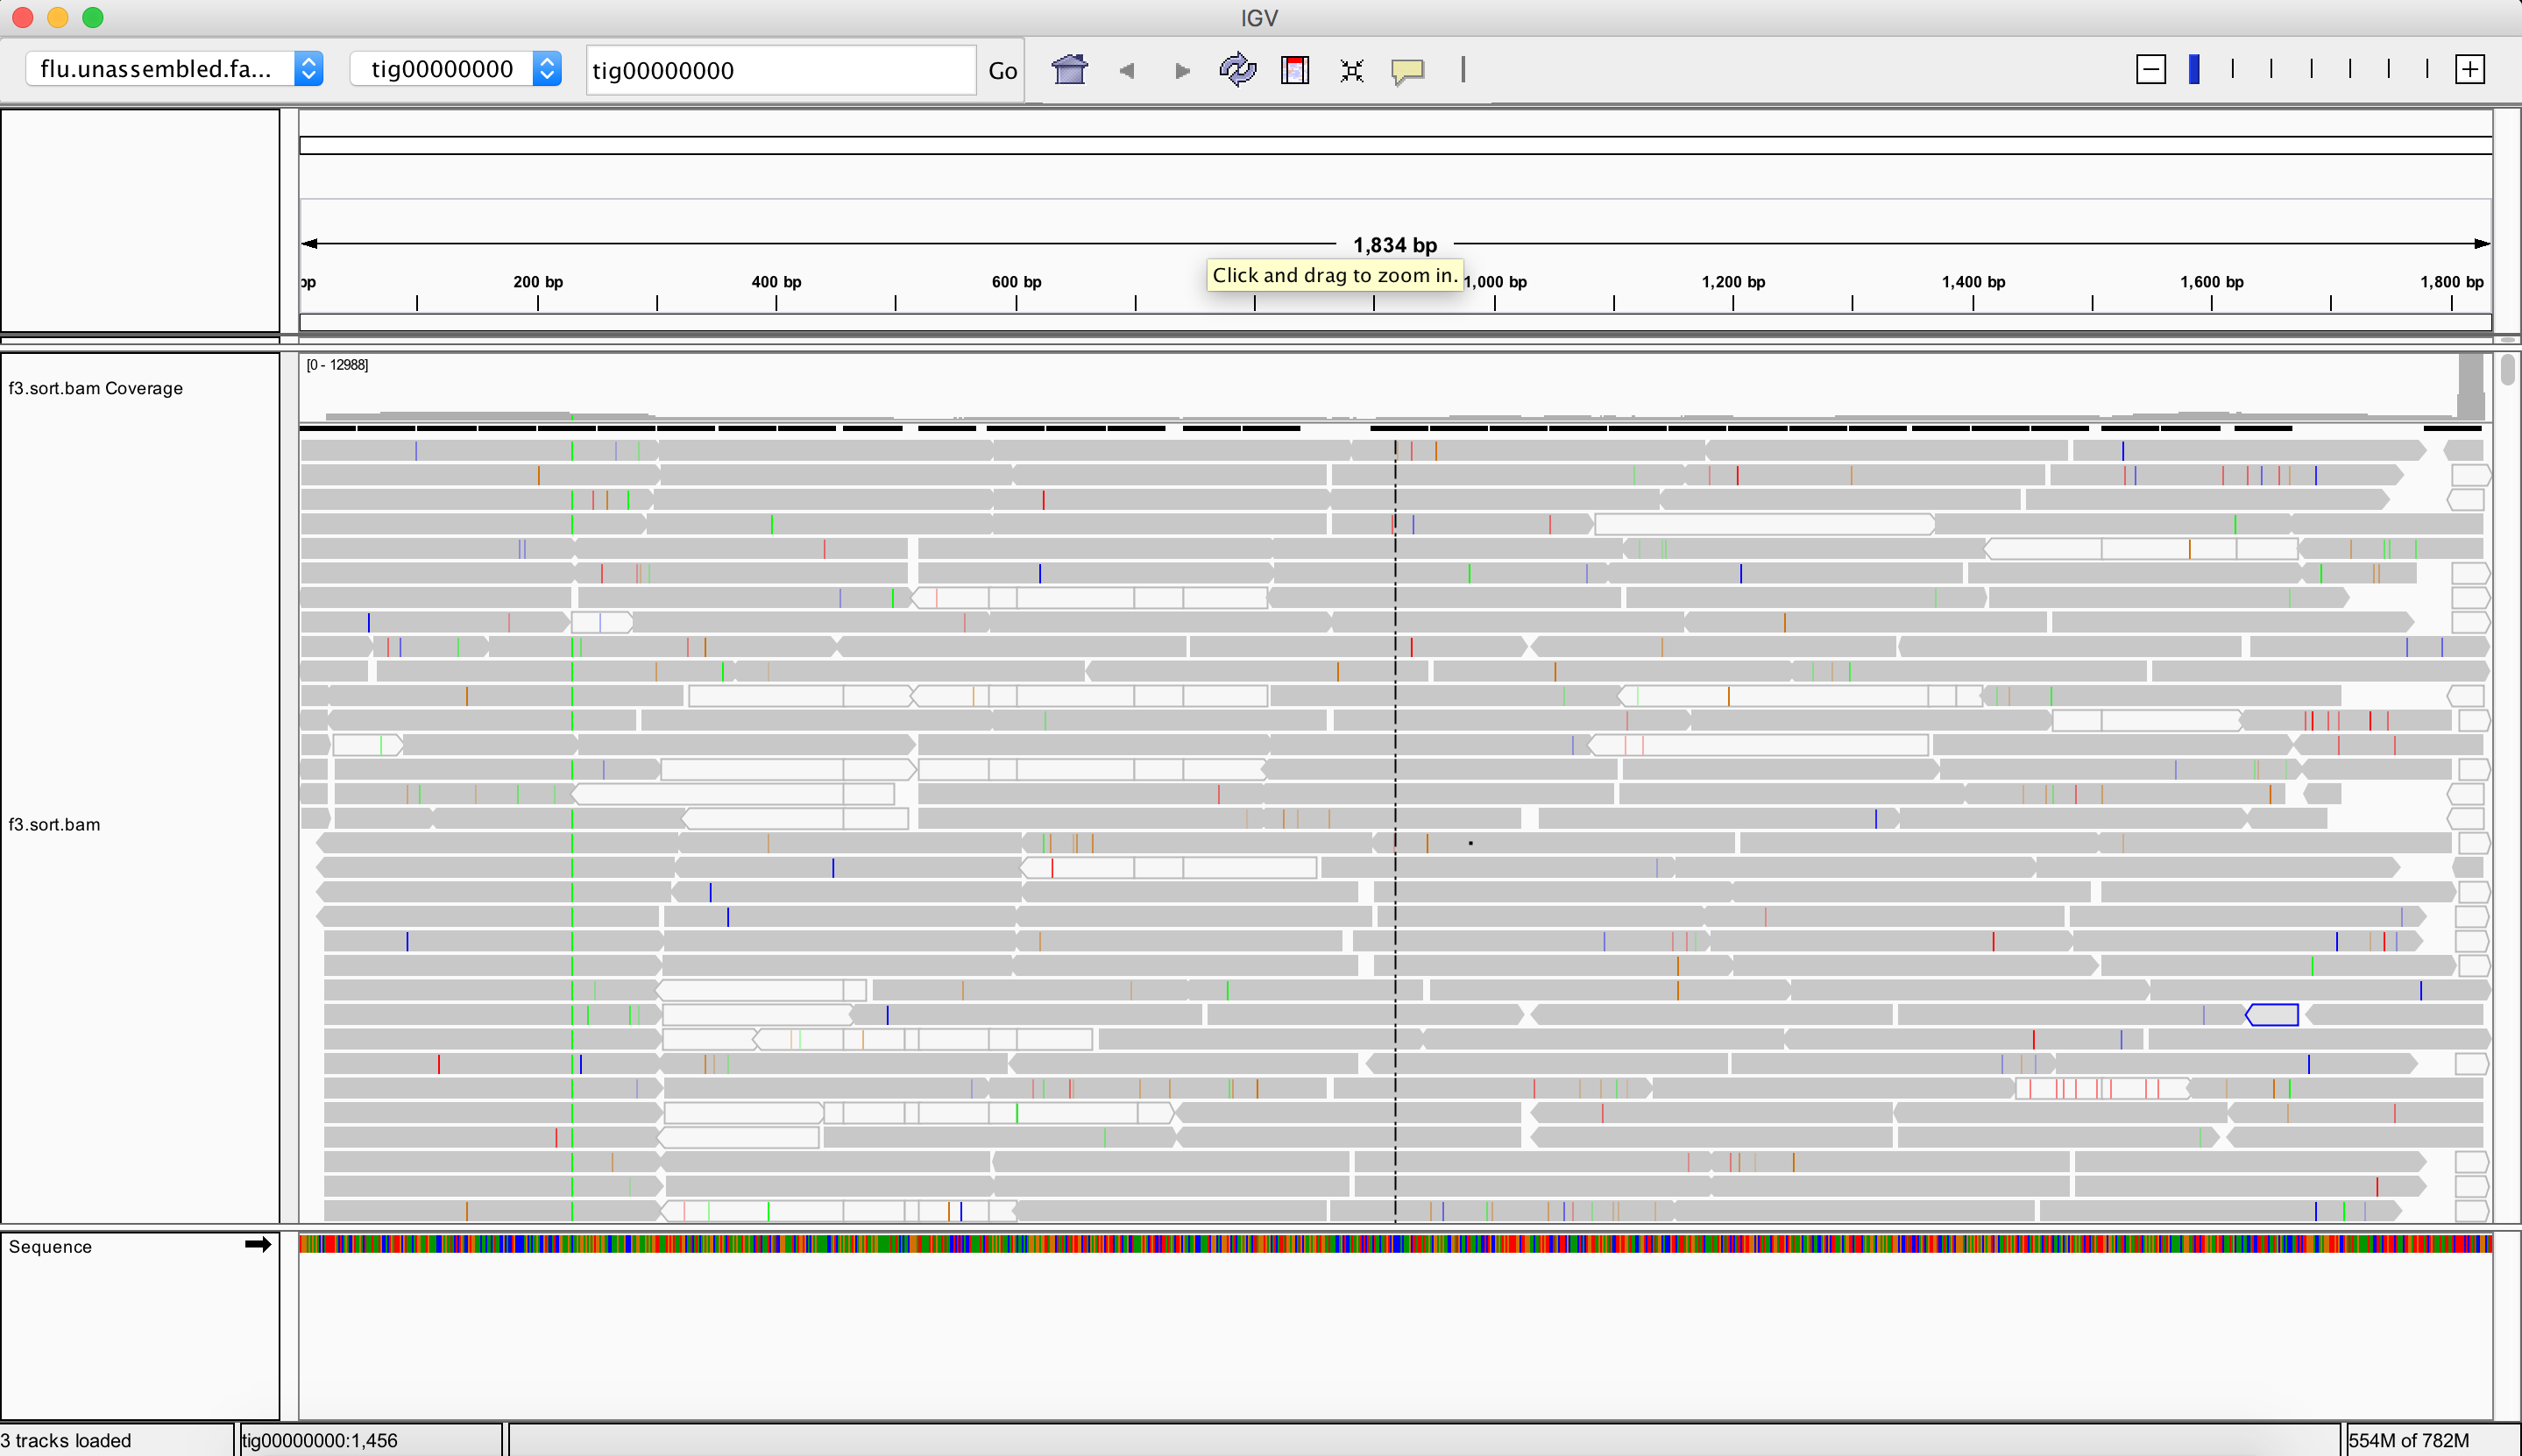 IGV
flu.unassembled.fa... tig00000000 tig00000000 Go
1,834 bp
Click and drag to zoom in.
bp 200 bp 400 bp 600 bp 1,000 bp 1,200 bp 1,400 bp 1,600 bp 1,800 bp
[0 - 12988]
f3.sort.bam Coverage
f3.sort.bam
Sequence
3 tracks loaded tig00000000:1,456 554M of 782M